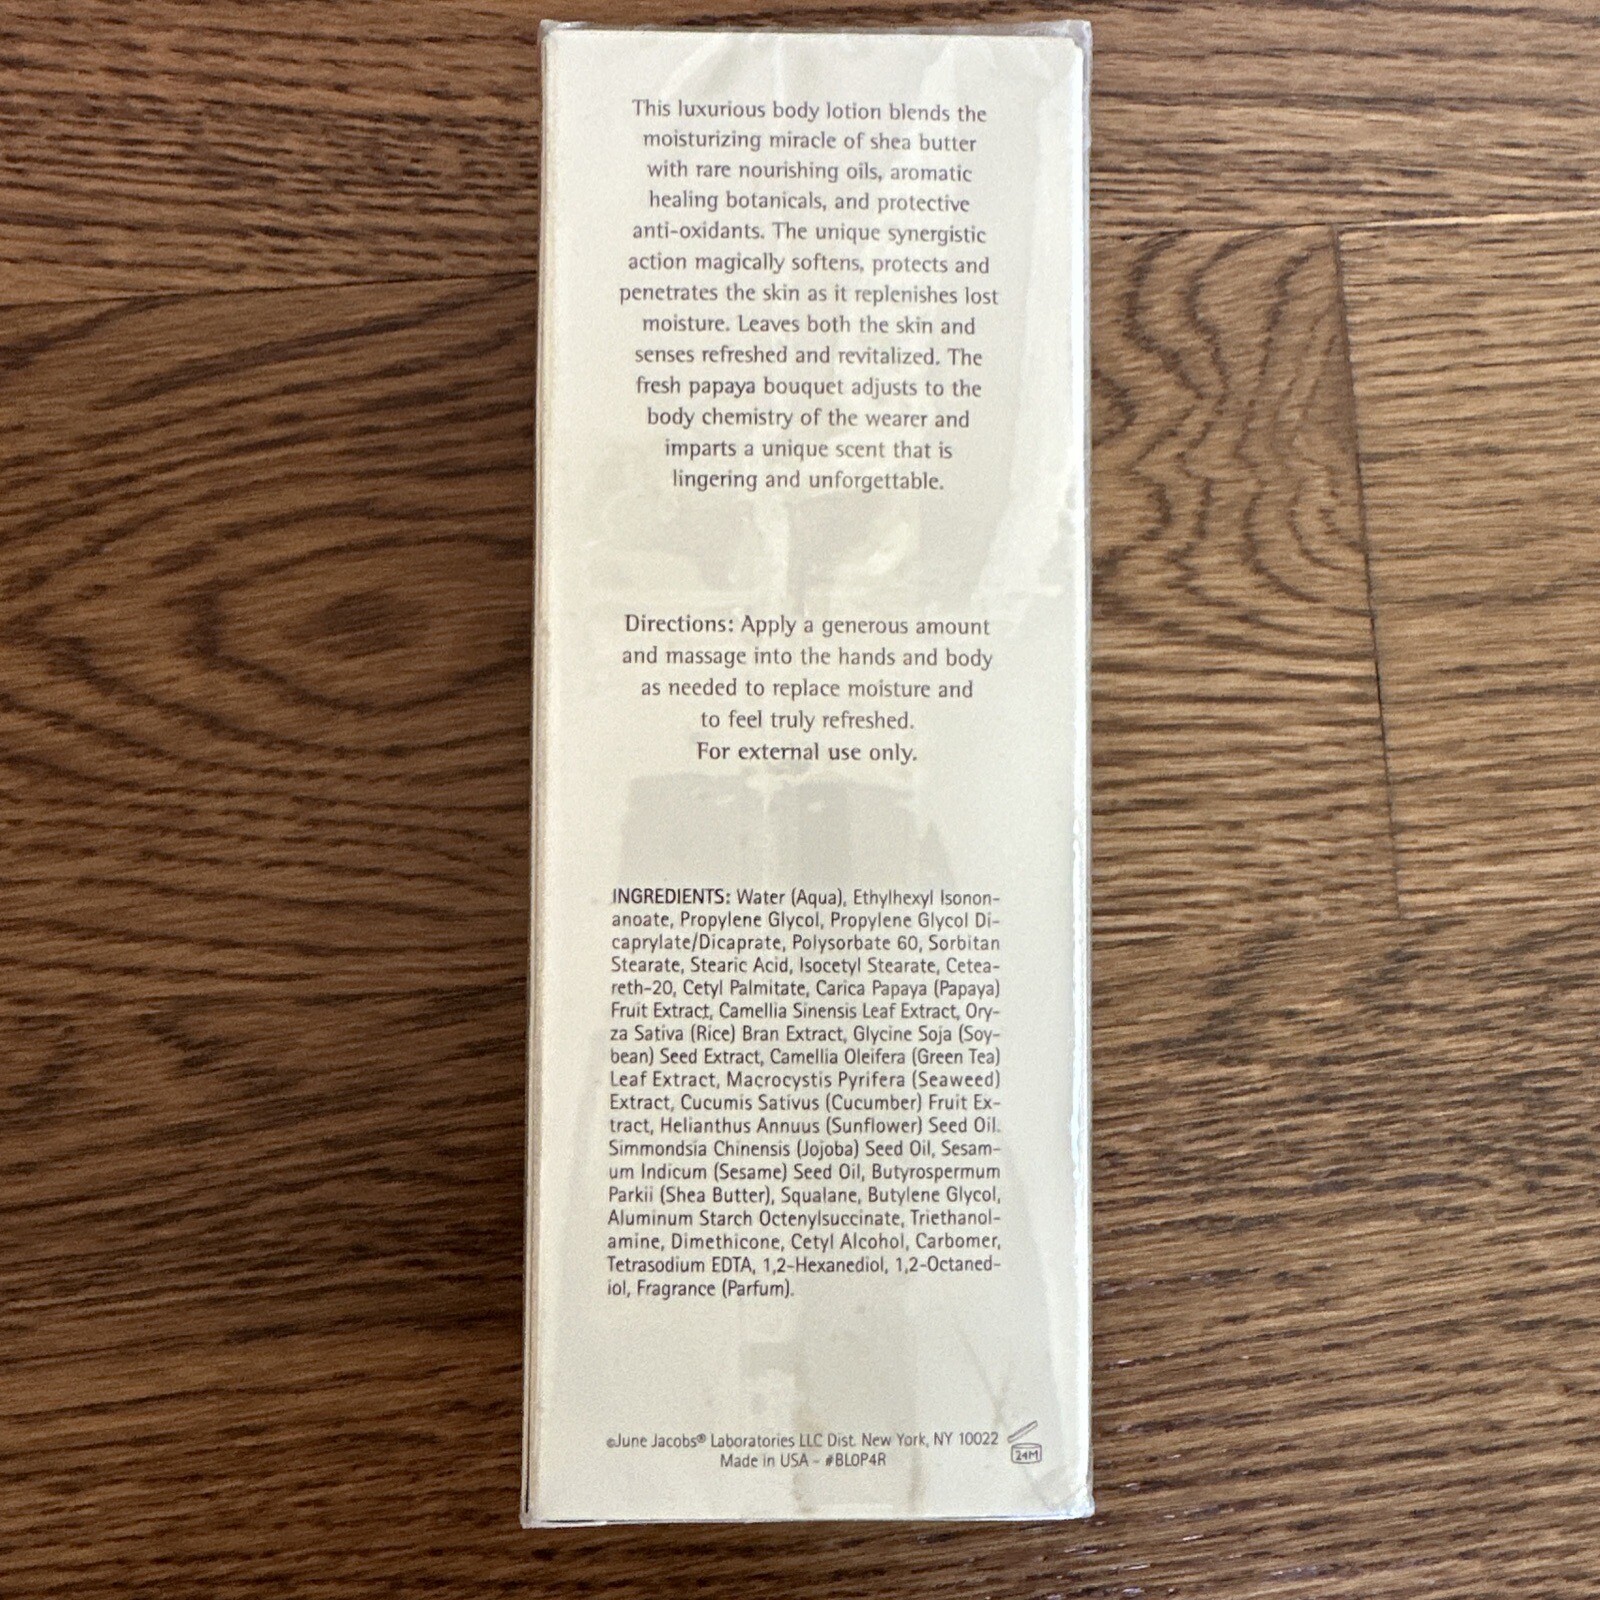 This luxurious body lotion blends the
moisturizing miracle of shea butter
with rare nourishing oils, aromatic
healing botanicals, and protective
anti-oxidants. The unique synergistic
action magically softens, protects and
penetrates the skin as it replenishes lost
moisture. Leaves both the skin and
senses refreshed and revitalized. The
fresh papaya bouquet adjusts to the
body chemistry of the wearer and
imparts a unique scent that is
lingering and unforgettable.
Directions: Apply a generous amount
and massage into the hands and body
as needed to replace moisture and
to feel truly refreshed.
For external use only.
INGREDIENTS: Water (Aqua), Ethylhexyl Isonon-
anoate, Propylene Glycol, Propylene Glycol Di-
caprylate/Dicaprate, Polysorbate 60, Sorbitan
Stearate, Stearic Acid, Isocetyl Stearate, Cetea-
reth-20, Cetyl Palmitate, Carica Papaya (Papaya)
Fruit Extract, Camellia Sinensis Leaf Extract, Ory-
za Sativa (Rice) Bran Extract, Glycine Soja (Soy-
bean) Seed Extract, Camellia Oleifera (Green Tea)
Leaf Extract, Macrocystis Pyrifera (Seaweed)
Extract, Cucumis Sativus (Cucumber) Fruit Ex-
tract, Helianthus Annuus (Sunflower) Seed Oil.
Simmondsia Chinensis (Jojoba) Seed Oil, Sesam-
um Indicum (Sesame) Seed Oil, Butyrospermum
Parkii (Shea Butter), Squalane, Butylene Glycol,
Aluminum Starch Octenylsuccinate, Triethanol-
amine, Dimethicone, Cetyl Alcohol, Carbomer,
Tetrasodium EDTA, 1,2-Hexanediol, 1,2-Octaned-
iol, Fragrance (Parfum).
©June Jacobs® Laboratories LLC Dist. New York, NY 10022
Made in USA - #BLOP4R
24M